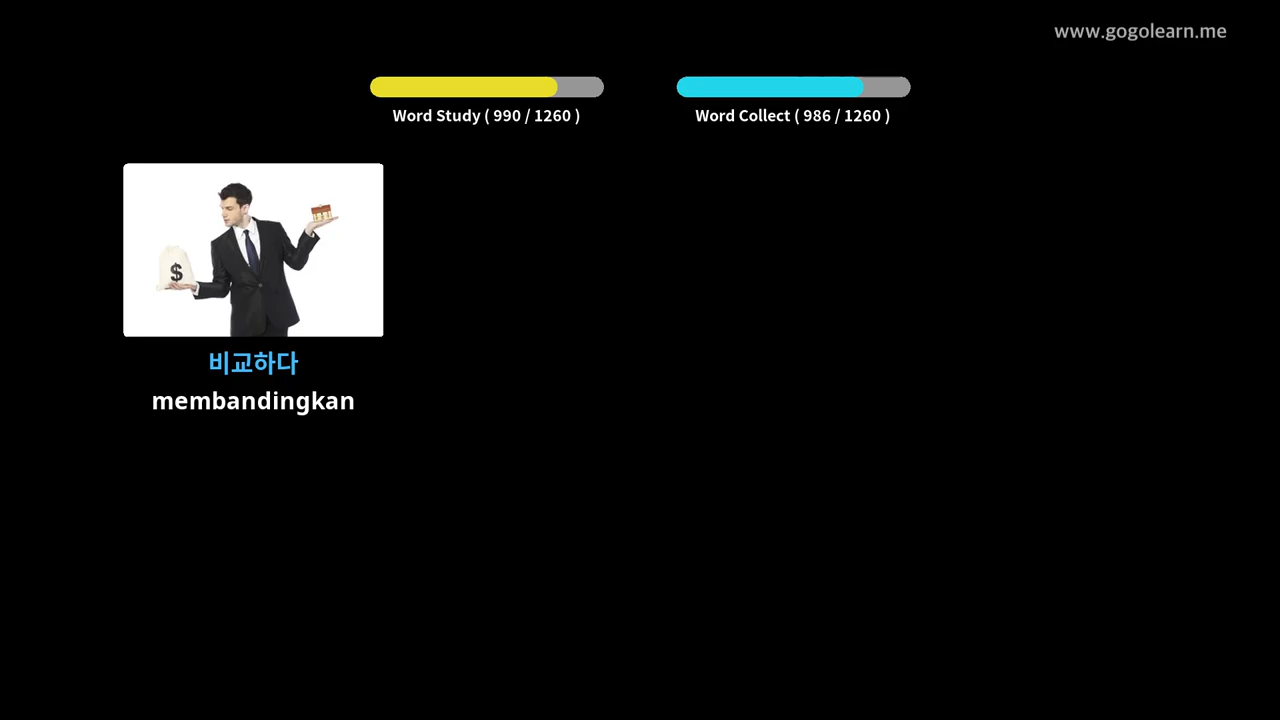 www.gogolearn.me
Word Study ( 990 / 1260 )
Word Collect ( 986 / 1260 )
$
비교하다
membandingkan